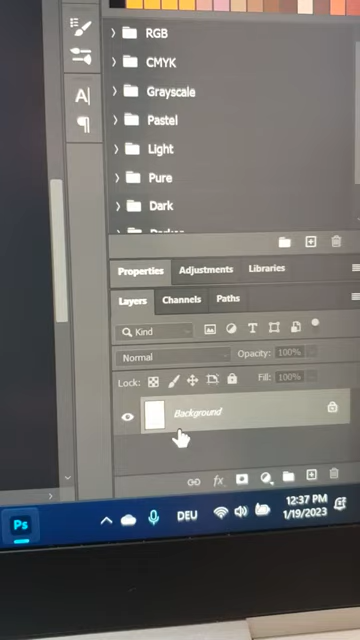 RGB
CMYK
Grayscale
Pastel
Light
Pure
Dark
Properties Adjustments Libraries
Layers Channels Paths
Kind
Normal Opacity: 100%
Lock: Fill: 100%
Background
fx
Ps DEU 12:37 PM
1/19/2023